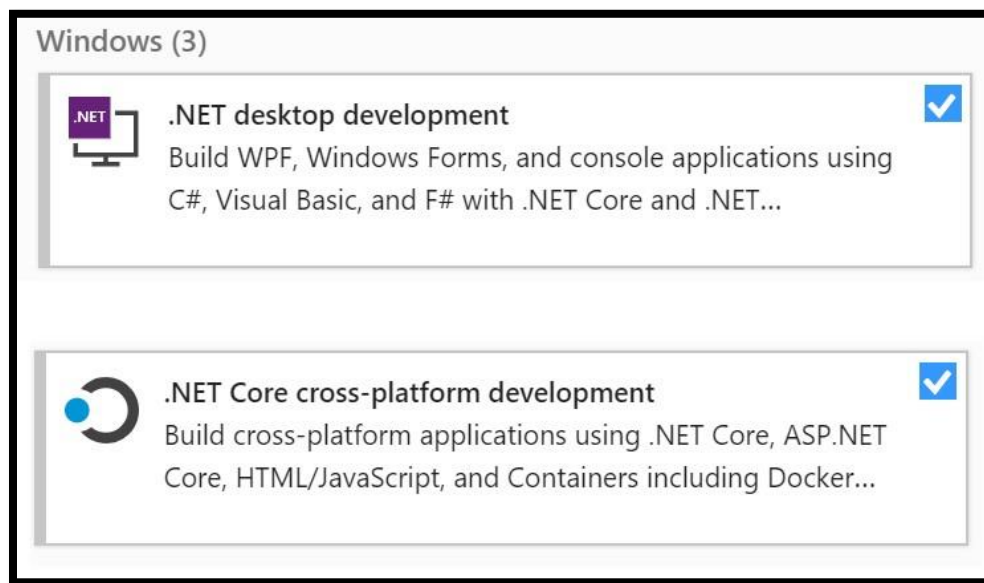 Windows (3)
.NET
.NET desktop development
Build WPF, Windows Forms, and console applications using
C#, Visual Basic, and F# with .NET Core and .NET...
.NET Core cross-platform development
Build cross-platform applications using .NET Core, ASP.NET
Core, HTML/JavaScript, and Containers including Docker...